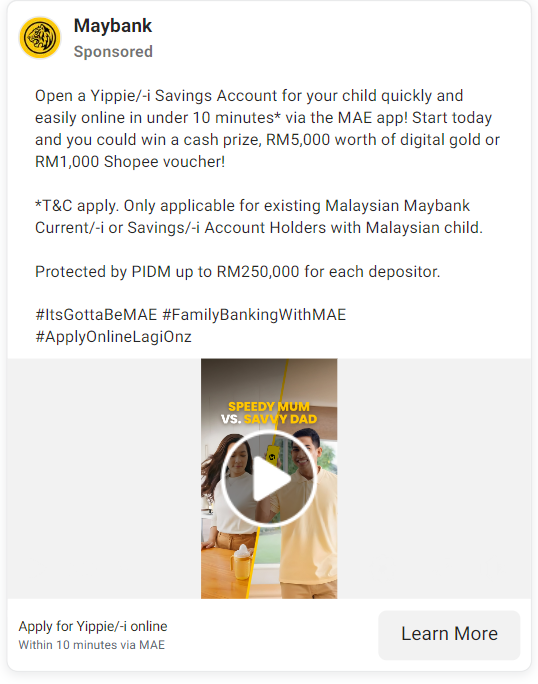 Maybank
Sponsored
Open a Yippie/-i Savings Account for your child quickly and
easily online in under 10 minutes* via the MAE app! Start today
and you could win a cash prize, RM5,000 worth of digital gold or
RM1,000 Shopee voucher!
*T&C apply. Only applicable for existing Malaysian Maybank
Current/-i or Savings/-i Account Holders with Malaysian child.
Protected by PIDM up to RM250,000 for each depositor.
#ItsGottaBeMAE #FamilyBankingWithMAE
#ApplyOnlineLagiOnz
SPEEDY MUM
VS. SAVVY DAD
Apply for Yippie/-i online
Within 10 minutes via MAE
Learn More